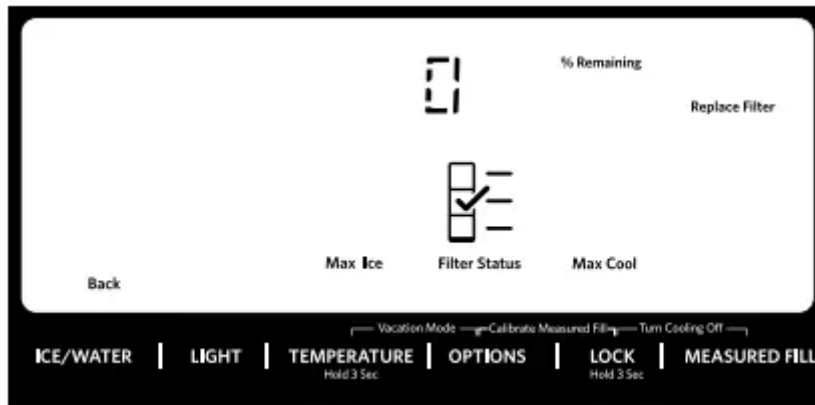 0
% Remaining
Replace Filter
Max Ice Filter Status Max Cool
Back
Vacation Mode Calibrate Measured Fill Turn Cooling Off
ICE/WATER | LIGHT | TEMPERATURE | OPTIONS | LOCK | MEASURED FILL
Hold 3 Sec Hold 3 Sec